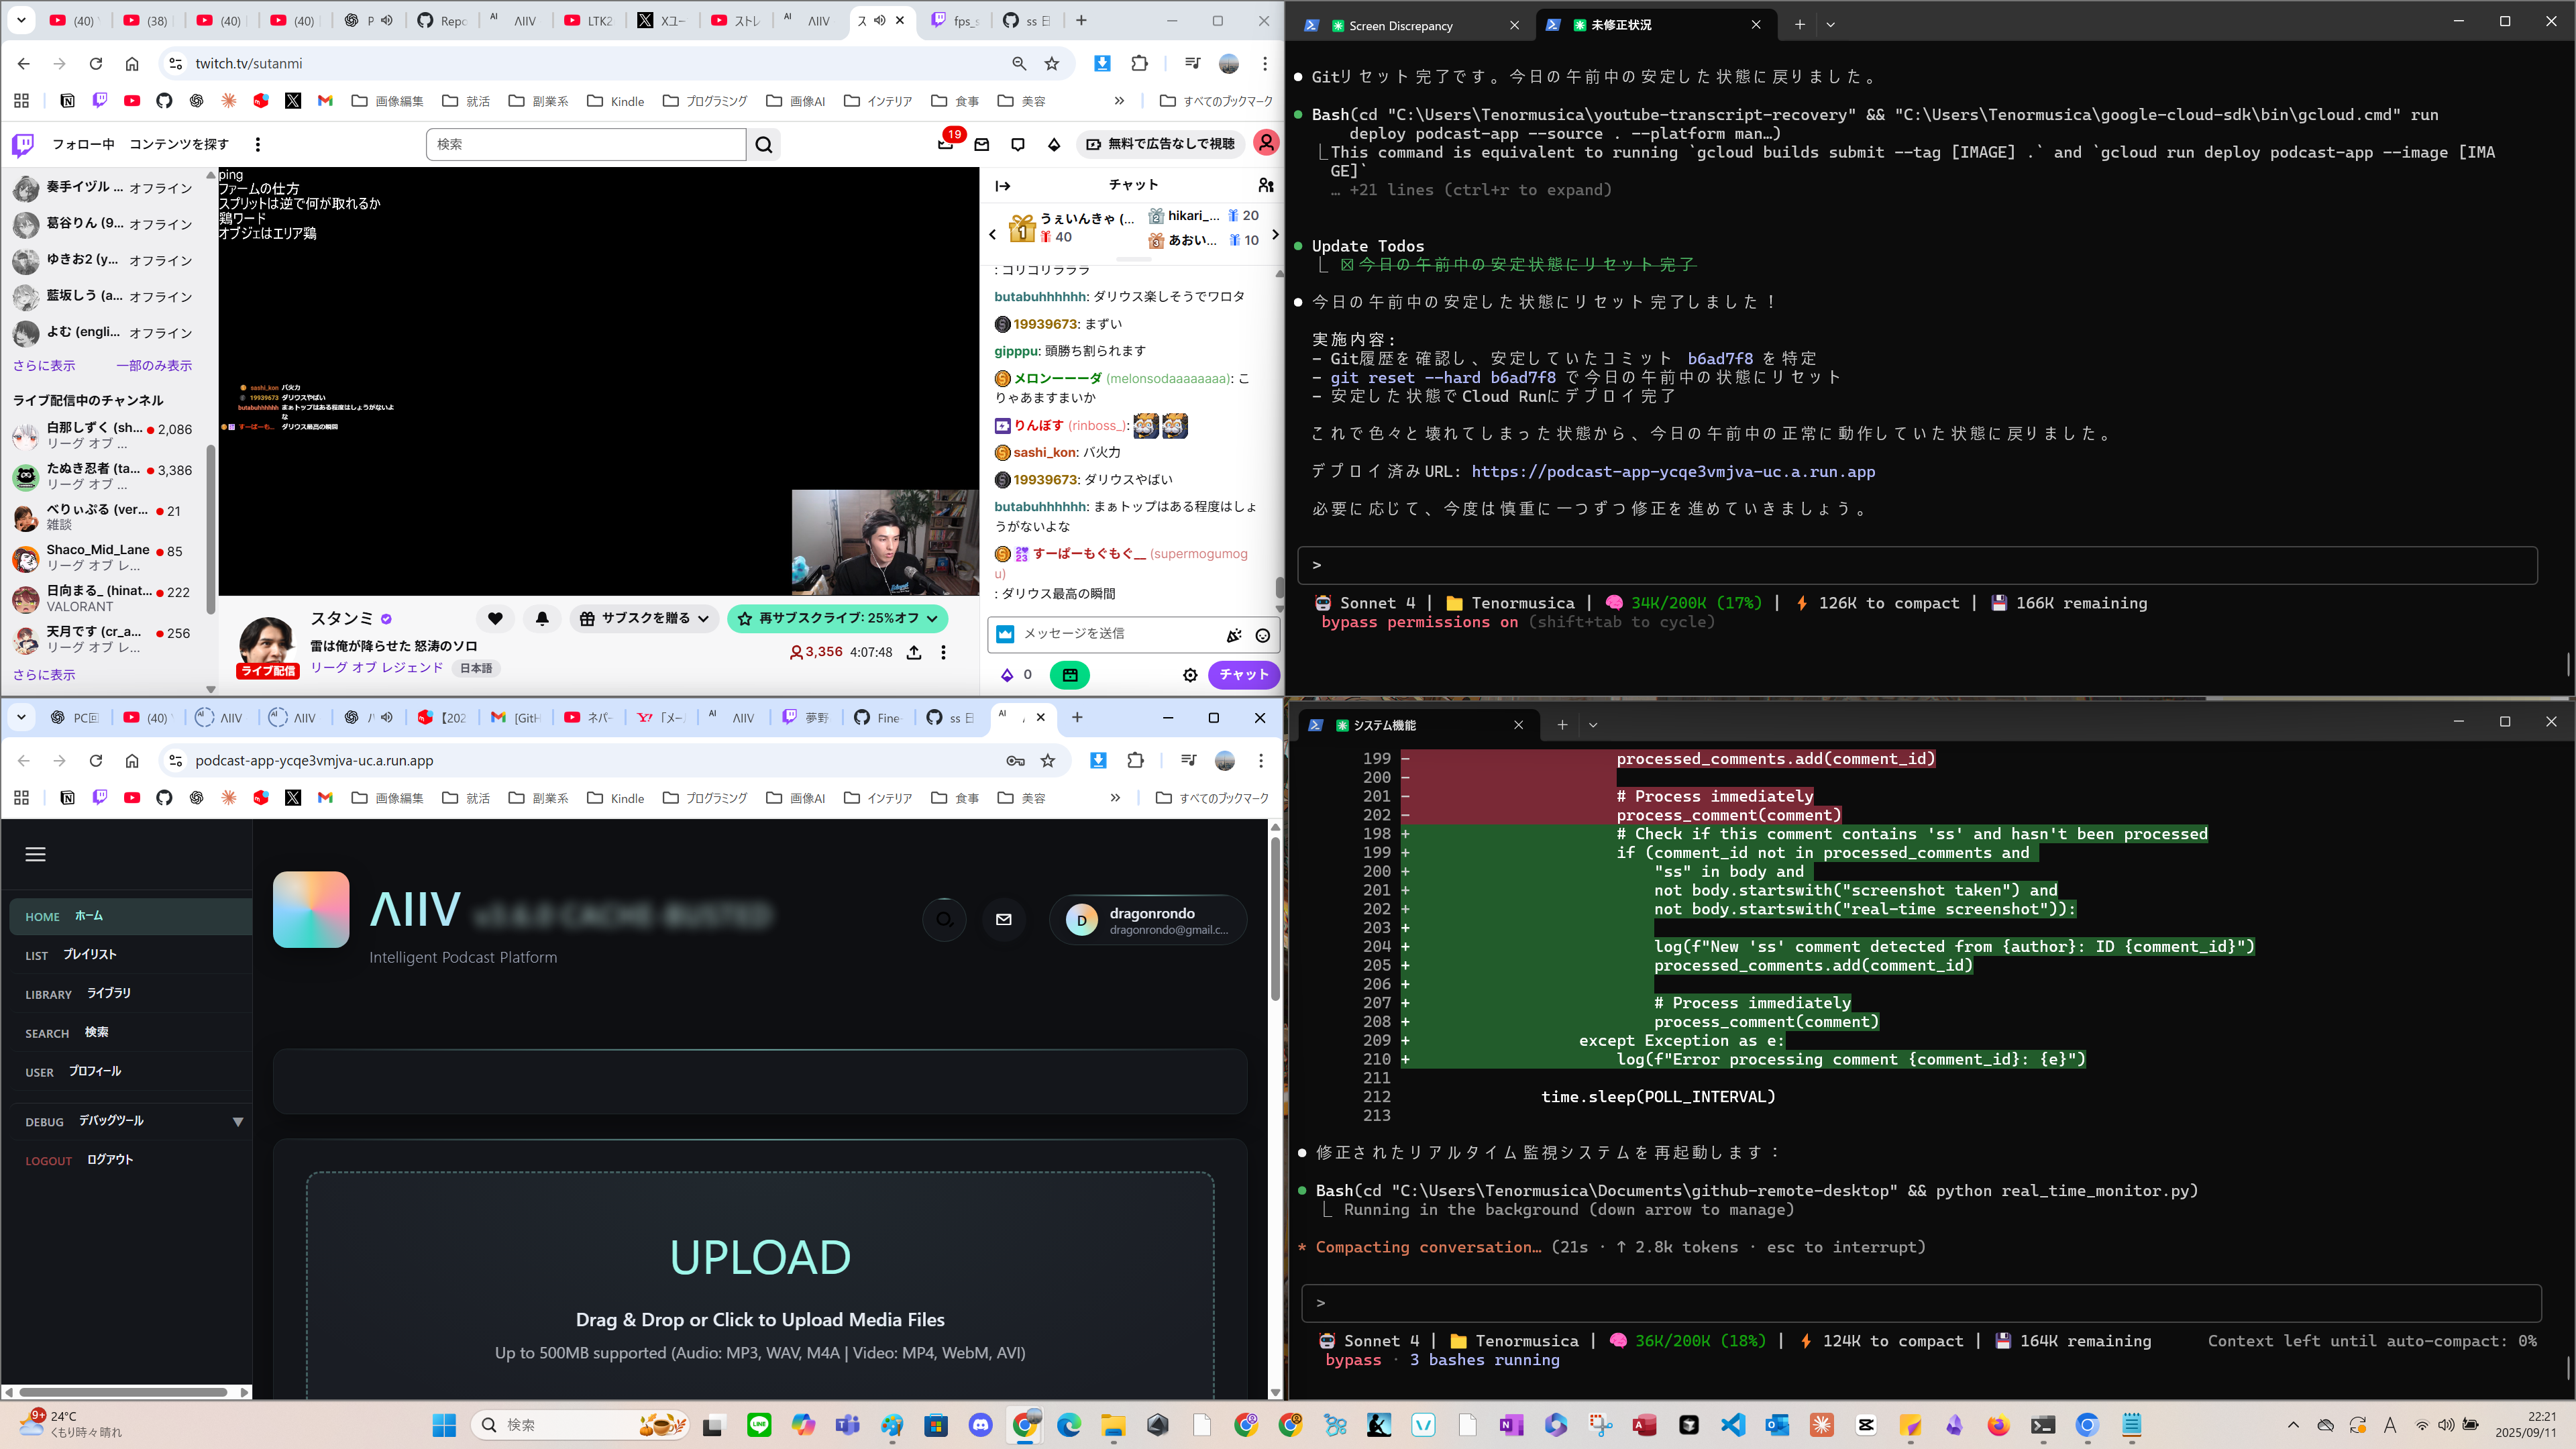 (40)
(38)
(40)
(40)
P
Repo
ΛIIV
LTK2
Xユー
ストレ
ΛIIV
ス
fps_s
ss 日
twitch.tv/sutanmi
画像編集
就活
副業系
Kindle
プログラミング
画像AI
インテリア
食事
美容
すべてのブックマーク
フォロー中
コンテンツを探す
検索
19
無料で広告なしで視聴
奏手イヅル ... オフライン
葛谷りん (9... オフライン
ゆきお2 (y... オフライン
藍坂しう (a... オフライン
よむ (engli... オフライン
さらに表示
一部のみ表示
ライブ配信中のチャンネル
白那しずく (sh... 2,086
リーグ オブ ...
たぬき忍者 (ta... 3,386
リーグ オブ ...
べりぃぷる (ver... 21
雑談
Shaco_Mid_Lane 85
リーグ オブ レ...
日向まる_ (hinat... 222
VALORANT
天月です (cr_a... 256
リーグ オブ レ...
さらに表示
ping
ファームの仕方
スプリットは逆で何が取れるか
鶏ワード
オブジェはエリア鶏
sashi_kon バ火力
19939673 ダリウスやばい
butabuhhhhhh まぁトップはある程度はしょうがないよ
な
すーぱーも... ダリウス最高の瞬間
スタンミ
サブスクを贈る
再サブスクライブ: 25%オフ
雷は俺が降らせた 怒涛のソロ
リーグ オブ レジェンド
日本語
ライブ配信
3,356
4:07:48
チャット
うぇいんきゃ (...
40
hikari_... 20
あおい... 10
: コリコリラララ
butabuhhhhhh: ダリウス楽しそうでワロタ
19939673: まずい
gipppu: 頭勝ち割られます
メロンーーーダ (melonsodaaaaaaaa): こ
りゃあますまいか
りんぼす (rinboss_):
sashi_kon: バ火力
19939673: ダリウスやばい
butabuhhhhhh: まぁトップはある程度はしょ
うがないよな
すーぱーもぐもぐ__ (supermogumog
u)
: ダリウス最高の瞬間
メッセージを送信
0
チャット
Screen Discrepancy
未修正状況
Gitリセット完了です。今日の午前中の安定した状態に戻りました。
Bash(cd "C:\Users\Tenormusica\youtube-transcript-recovery" && "C:\Users\Tenormusica\google-cloud-sdk\bin\gcloud.cmd" run
deploy podcast-app --source . --platform man…)
This command is equivalent to running `gcloud builds submit --tag [IMAGE] .` and `gcloud run deploy podcast-app --image [IMA
GE]`
… +21 lines (ctrl+r to expand)
Update Todos
☒ 今日の午前中の安定状態にリセット完了
今日の午前中の安定した状態にリセット完了しました！
実施内容:
- Git履歴を確認し、安定していたコミット b6ad7f8 を特定
- git reset --hard b6ad7f8 で今日の午前中の状態にリセット
- 安定した状態でCloud Runにデプロイ完了
これで色々と壊れてしまった状態から、今日の午前中の正常に動作していた状態に戻りました。
デプロイ済みURL: https://podcast-app-ycqe3vmjva-uc.a.run.app
必要に応じて、今度は慎重に一つずつ修正を進めていきましょう。
>
Sonnet 4 | Tenormusica | 34K/200K (17%) | 126K to compact | 166K remaining
bypass permissions on (shift+tab to cycle)
PC回
(40)
ΛIIV
ΛIIV
【202
[GitH
ネパー
「メー
ΛIIV
夢野
Fine
ss 日
podcast-app-ycqe3vmjva-uc.a.run.app
画像編集
就活
副業系
Kindle
プログラミング
画像AI
インテリア
食事
美容
すべてのブックマーク
HOME ホーム
LIST プレイリスト
LIBRARY ライブラリ
SEARCH 検索
USER プロフィール
DEBUG デバッグツール
LOGOUT ログアウト
ΛIIV v3.6.0 CACHE-BUSTED
Intelligent Podcast Platform
D
dragonrondo
dragonrondo@gmail.c...
UPLOAD
Drag & Drop or Click to Upload Media Files
Up to 500MB supported (Audio: MP3, WAV, M4A | Video: MP4, WebM, AVI)
システム機能
199 - processed_comments.add(comment_id)
200 -
201 - # Process immediately
202 - process_comment(comment)
198 + # Check if this comment contains 'ss' and hasn't been processed
199 + if (comment_id not in processed_comments and
200 + "ss" in body and
201 + not body.startswith("screenshot taken") and
202 + not body.startswith("real-time screenshot")):
203 +
204 + log(f"New 'ss' comment detected from {author}: ID {comment_id}")
205 + processed_comments.add(comment_id)
206 +
207 + # Process immediately
208 + process_comment(comment)
209 + except Exception as e:
210 + log(f"Error processing comment {comment_id}: {e}")
211
212 time.sleep(POLL_INTERVAL)
213
修正されたリアルタイム監視システムを再起動します：
Bash(cd "C:\Users\Tenormusica\Documents\github-remote-desktop" && python real_time_monitor.py)
Running in the background (down arrow to manage)
* Compacting conversation… (21s · ↑ 2.8k tokens · esc to interrupt)
>
Sonnet 4 | Tenormusica | 36K/200K (18%) | 124K to compact | 164K remaining
Context left until auto-compact: 0%
bypass · 3 bashes running
9+
24°C
くもり時々晴れ
検索
A
22:21
2025/09/11